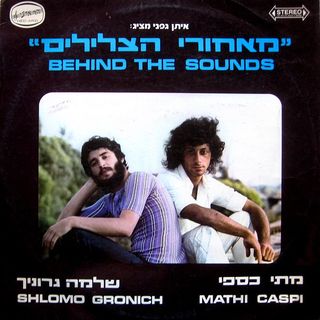 איתן גפני מציג:
"מאחורי הצלילים"
BEHIND THE SOUNDS
STEREO
שלמה גרוניך
SHLOMO GRONICH
מתי כספי
MATHI CASPI